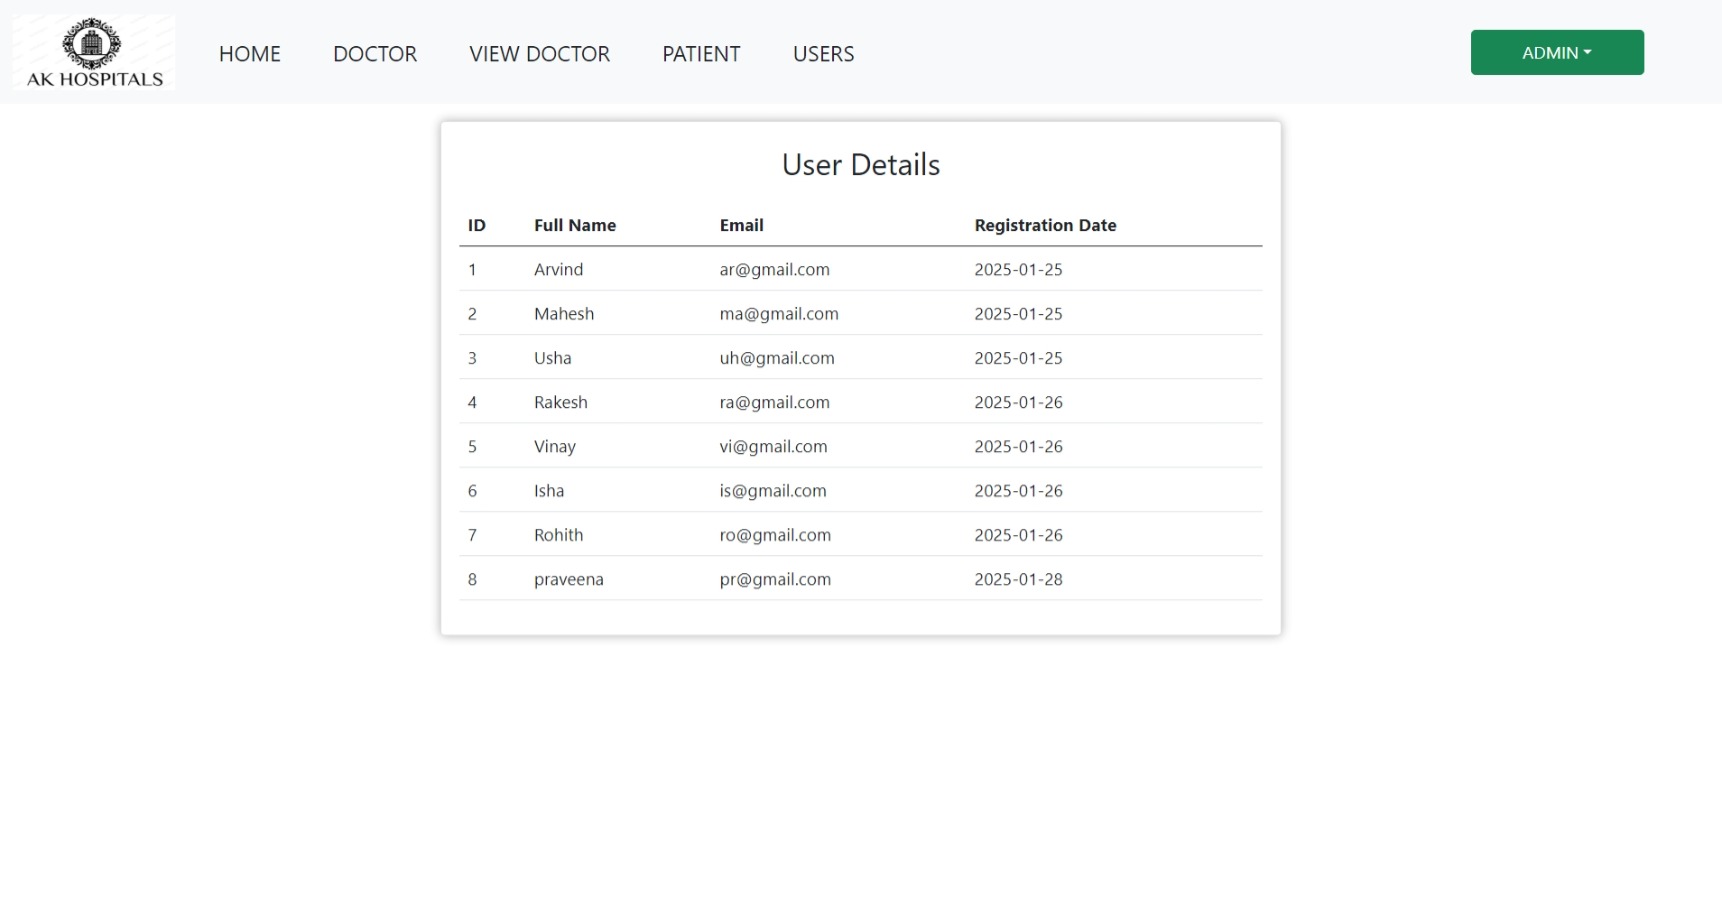 AK HOSPITALS
HOME DOCTOR VIEW DOCTOR PATIENT USERS ADMIN
User Details
ID Full Name Email Registration Date
1 Arvind ar@gmail.com 2025-01-25
2 Mahesh ma@gmail.com 2025-01-25
3 Usha uh@gmail.com 2025-01-25
4 Rakesh ra@gmail.com 2025-01-26
5 Vinay vi@gmail.com 2025-01-26
6 Isha is@gmail.com 2025-01-26
7 Rohith ro@gmail.com 2025-01-26
8 praveena pr@gmail.com 2025-01-28